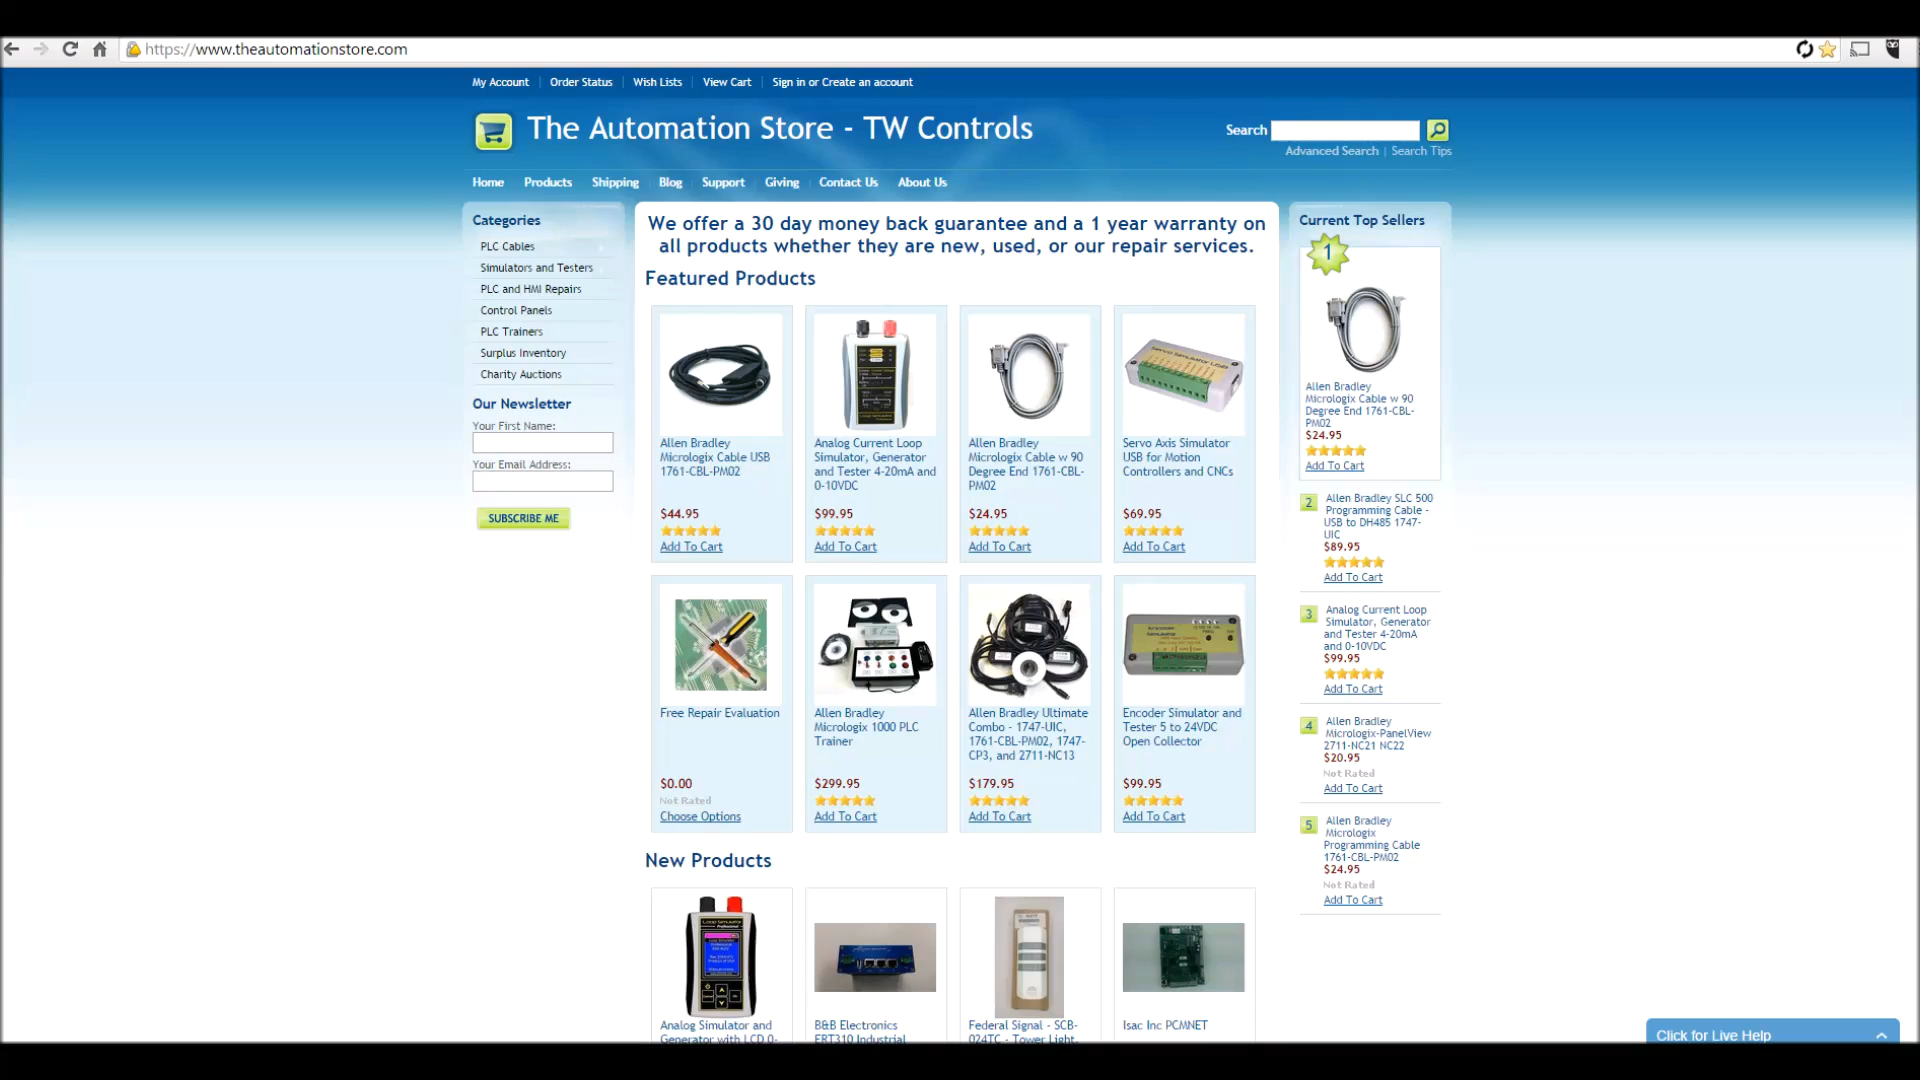 https://www.theautomationstore.com
My Account
Order Status
Wish Lists
View Cart
Sign in or Create an account
The Automation Store - TW Controls
Search
Advanced Search | Search Tips
Home
Products
Shipping
Blog
Support
Giving
Contact Us
About Us
Categories
PLC Cables
Simulators and Testers
PLC and HMI Repairs
Control Panels
PLC Trainers
Surplus Inventory
Charity Auctions
Our Newsletter
Your First Name:
Your Email Address:
SUBSCRIBE ME
We offer a 30 day money back guarantee and a 1 year warranty on
all products whether they are new, used, or our repair services.
Featured Products
Allen Bradley
Micrologix Cable USB
1761-CBL-PM02
$44.95
Add To Cart
Analog Current Loop
Simulator, Generator
and Tester 4-20mA and
0-10VDC
$99.95
Add To Cart
Allen Bradley
Micrologix Cable w 90
Degree End 1761-CBL-
PM02
$24.95
Add To Cart
Servo Simulator USB
Servo Axis Simulator
USB for Motion
Controllers and CNCs
$69.95
Add To Cart
Free Repair Evaluation
$0.00
Not Rated
Choose Options
Allen Bradley
Micrologix 1000 PLC
Trainer
$299.95
Add To Cart
Allen Bradley Ultimate
Combo - 1747-UIC,
1761-CBL-PM02, 1747-
CP3, and 2711-NC13
$179.95
Add To Cart
Encoder Simulator and
Tester 5 to 24VDC
Open Collector
$99.95
Add To Cart
New Products
Loop Simulator
Professional
Analog Simulator and
Generator with LCD 0-
B&B Electronics
ERT310 Industrial
Federal Signal - SCB-
024TC - Tower Light,
Isac Inc PCMNET
Current Top Sellers
1
Allen Bradley
Micrologix Cable w 90
Degree End 1761-CBL-
PM02
$24.95
Add To Cart
2
Allen Bradley SLC 500
Programming Cable -
USB to DH485 1747-
UIC
$89.95
Add To Cart
3
Analog Current Loop
Simulator, Generator
and Tester 4-20mA
and 0-10VDC
$99.95
Add To Cart
4
Allen Bradley
Micrologix-PanelView
2711-NC21 NC22
$20.95
Not Rated
Add To Cart
5
Allen Bradley
Micrologix
Programming Cable
1761-CBL-PM02
$24.95
Not Rated
Add To Cart
Click for Live Help